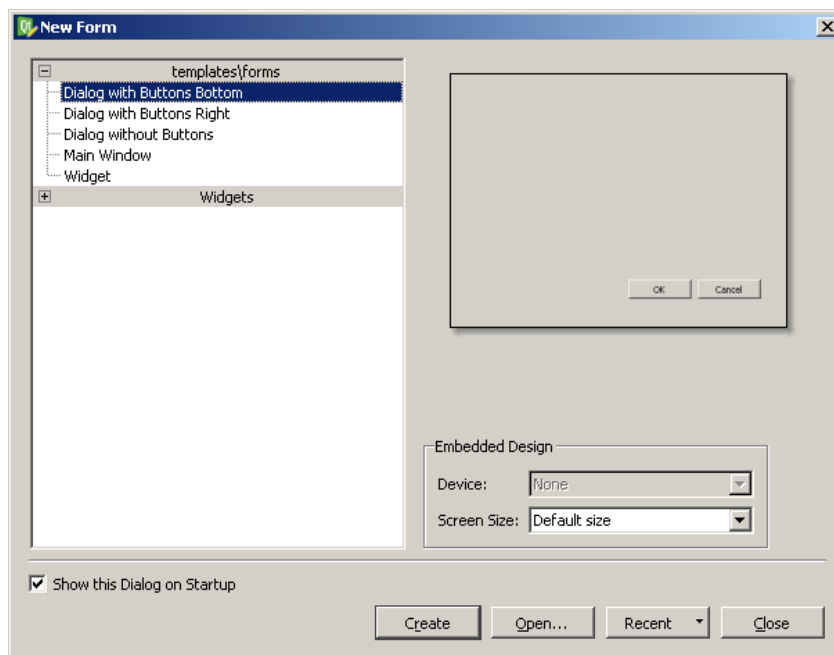 New Form
templates\forms
Dialog with Buttons Bottom
Dialog with Buttons Right
Dialog without Buttons
Main Window
Widget
Widgets
OK Cancel
Embedded Design
Device: None
Screen Size: Default size
Show this Dialog on Startup
Create Open... Recent Close